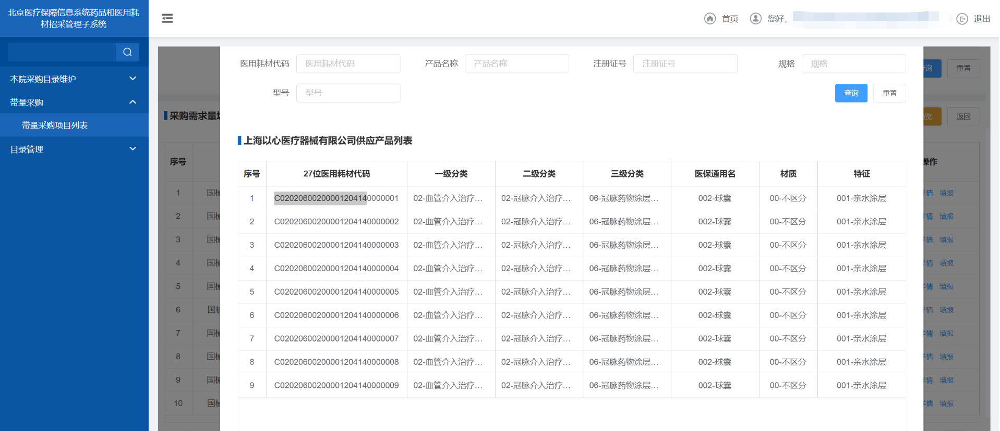 北京医疗保障信息系统药品和医用耗
材招采管理子系统
首页 您好, 退出
本院采购目录维护
带量采购
带量采购项目列表
目录管理
医用耗材代码 医用耗材代码 产品名称 产品名称 注册证号 注册证号 规格 规格 询 重置
型号 型号 查询 重置
采购需求量 览 返回
上海以心医疗器械有限公司供应产品列表
序号 操作
序号 27位医用耗材代码 一级分类 二级分类 三级分类 医保通用名 材质 特征
1 国械 1 C0202060020000120414​0000001 02-血管介入治疗... 02-冠脉介入治疗... 06-冠脉药物涂层... 002-球囊 00-不区分 001-亲水涂层 详情 填报
2 国械 2 C02020600200001204140000002 02-血管介入治疗... 02-冠脉介入治疗... 06-冠脉药物涂层... 002-球囊 00-不区分 001-亲水涂层 详情 填报
3 国械 3 C02020600200001204140000003 02-血管介入治疗... 02-冠脉介入治疗... 06-冠脉药物涂层... 002-球囊 00-不区分 001-亲水涂层 详情 填报
4 国械 4 C02020600200001204140000004 02-血管介入治疗... 02-冠脉介入治疗... 06-冠脉药物涂层... 002-球囊 00-不区分 001-亲水涂层 详情 填报
5 国械 5 C02020600200001204140000005 02-血管介入治疗... 02-冠脉介入治疗... 06-冠脉药物涂层... 002-球囊 00-不区分 001-亲水涂层 详情 填报
6 国械 6 C02020600200001204140000006 02-血管介入治疗... 02-冠脉介入治疗... 06-冠脉药物涂层... 002-球囊 00-不区分 001-亲水涂层 详情 填报
7 国械 7 C02020600200001204140000007 02-血管介入治疗... 02-冠脉介入治疗... 06-冠脉药物涂层... 002-球囊 00-不区分 001-亲水涂层 详情 填报
8 国械 8 C02020600200001204140000008 02-血管介入治疗... 02-冠脉介入治疗... 06-冠脉药物涂层... 002-球囊 00-不区分 001-亲水涂层 详情 填报
9 国械 9 C02020600200001204140000009 02-血管介入治疗... 02-冠脉介入治疗... 06-冠脉药物涂层... 002-球囊 00-不区分 001-亲水涂层 详情 填报
10 国械 详情 填报